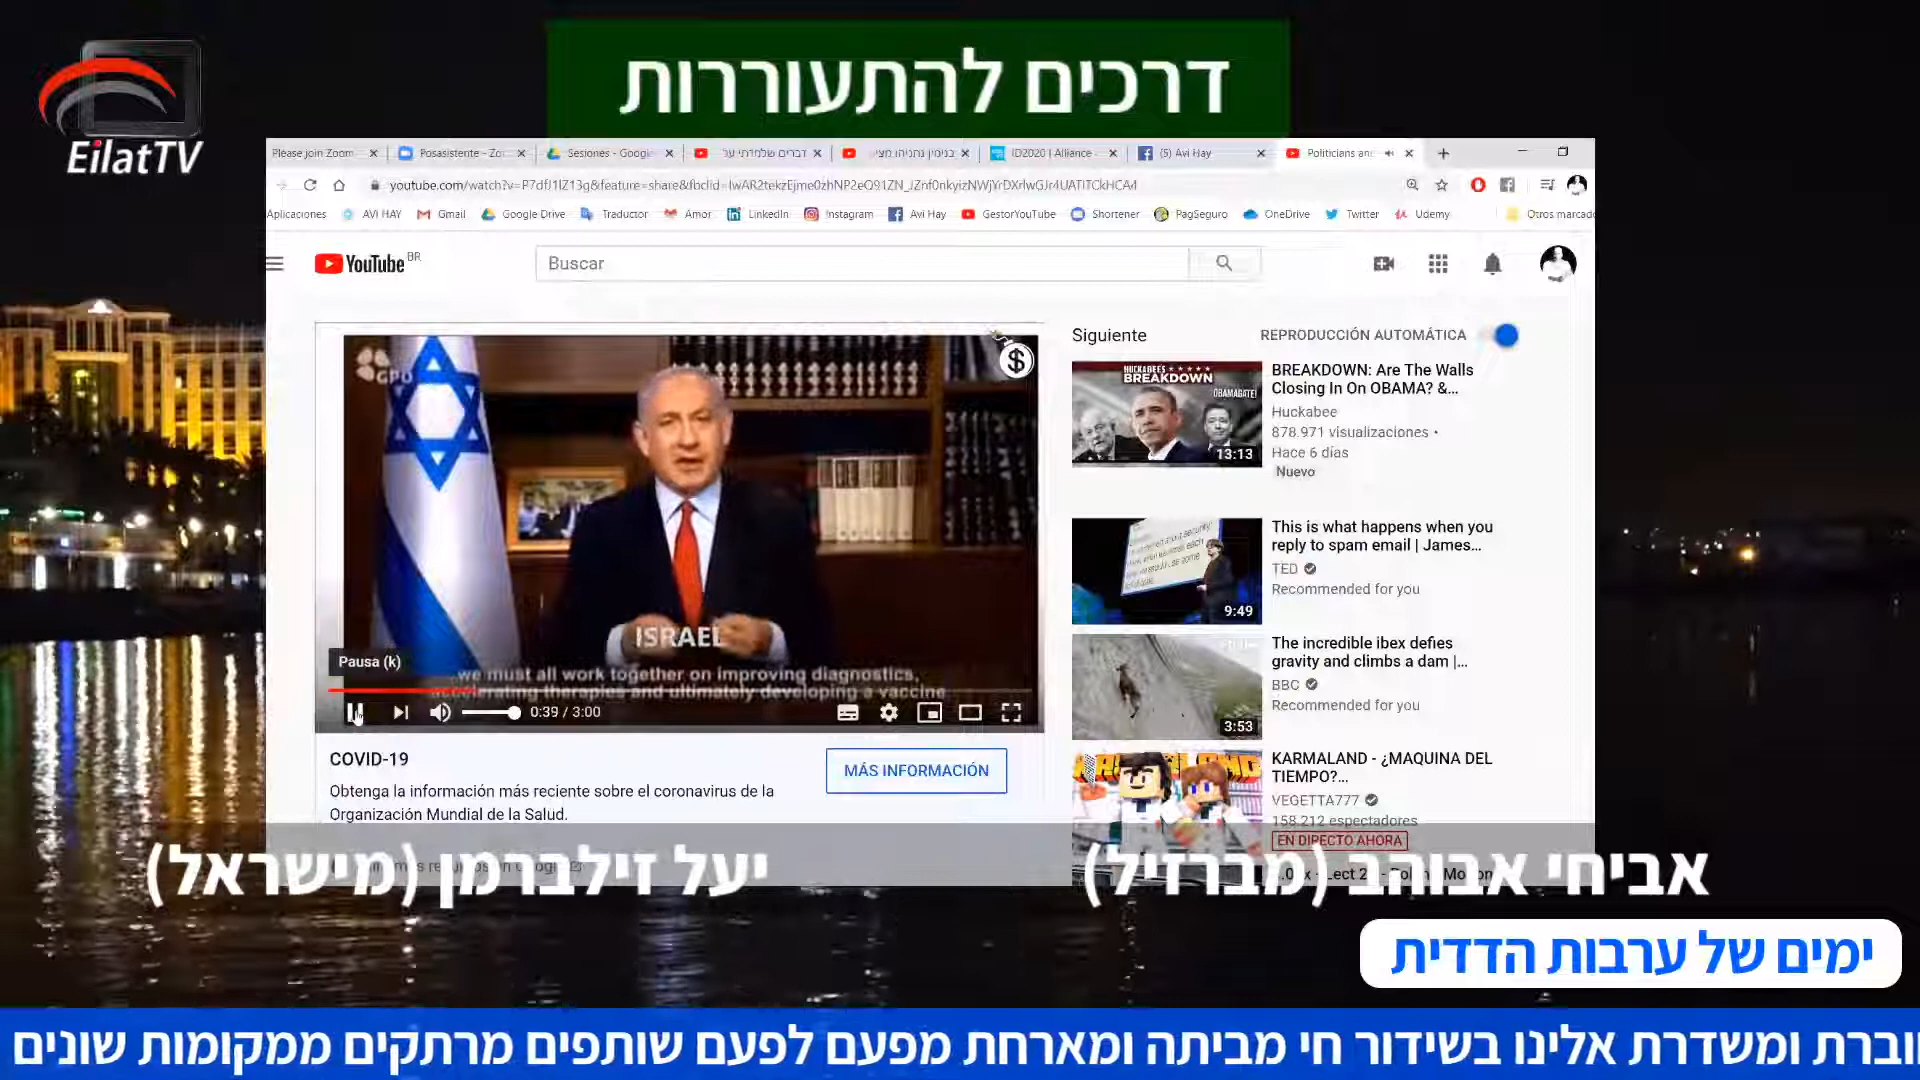 דרכים להתעוררות
EilatTV
Please join Zoom
Posasistente - Zo
Sesiones - Google
דברים שלמדתי על
בנימין נתניהו מצי
ID2020 | Alliance
(5) Avi Hay
Politicians and
youtube.com/watch?v=
Aplicaciones
AVI HAY
Gmail
Google Drive
Traductor
Amor
LinkedIn
Instagram
Avi Hay
GestorYouTube
Shortener
PagSeguro
OneDrive
Twitter
Udemy
Otros marcado
YouTube BR
Buscar
GPO
$
ISRAEL
...we must all work together on improving diagnostics,
accelerating therapies and ultimately developing a vaccine
Pausa (k)
0:39 / 3:00
COVID-19
Obtenga la información más reciente sobre el coronavirus de la
Organización Mundial de la Salud.
MÁS INFORMACIÓN
Siguiente
REPRODUCCIÓN AUTOMÁTICA
HUCKABEE'S
BREAKDOWN
OBAMAGATE!
13:13
BREAKDOWN: Are The Walls
Closing In On OBAMA? &...
Huckabee
878.971 visualizaciones •
Hace 6 días
Nuevo
9:49
This is what happens when you
reply to spam email | James...
TED
Recommended for you
3:53
The incredible ibex defies
gravity and climbs a dam |...
BBC
Recommended for you
KARMALAND
KARMALAND - ¿MAQUINA DEL
TIEMPO?...
VEGETTA777
158.212 espectadores
EN DIRECTO AHORA
אביחי אבוהב (מברזיל)
יעל זילברמן (מישראל)
ימים של ערבות הדדית
וברת ומשדרת אלינו בשידור חי מביתה ומארחת מפעם לפעם שותפים מרתקים ממקומות שונים